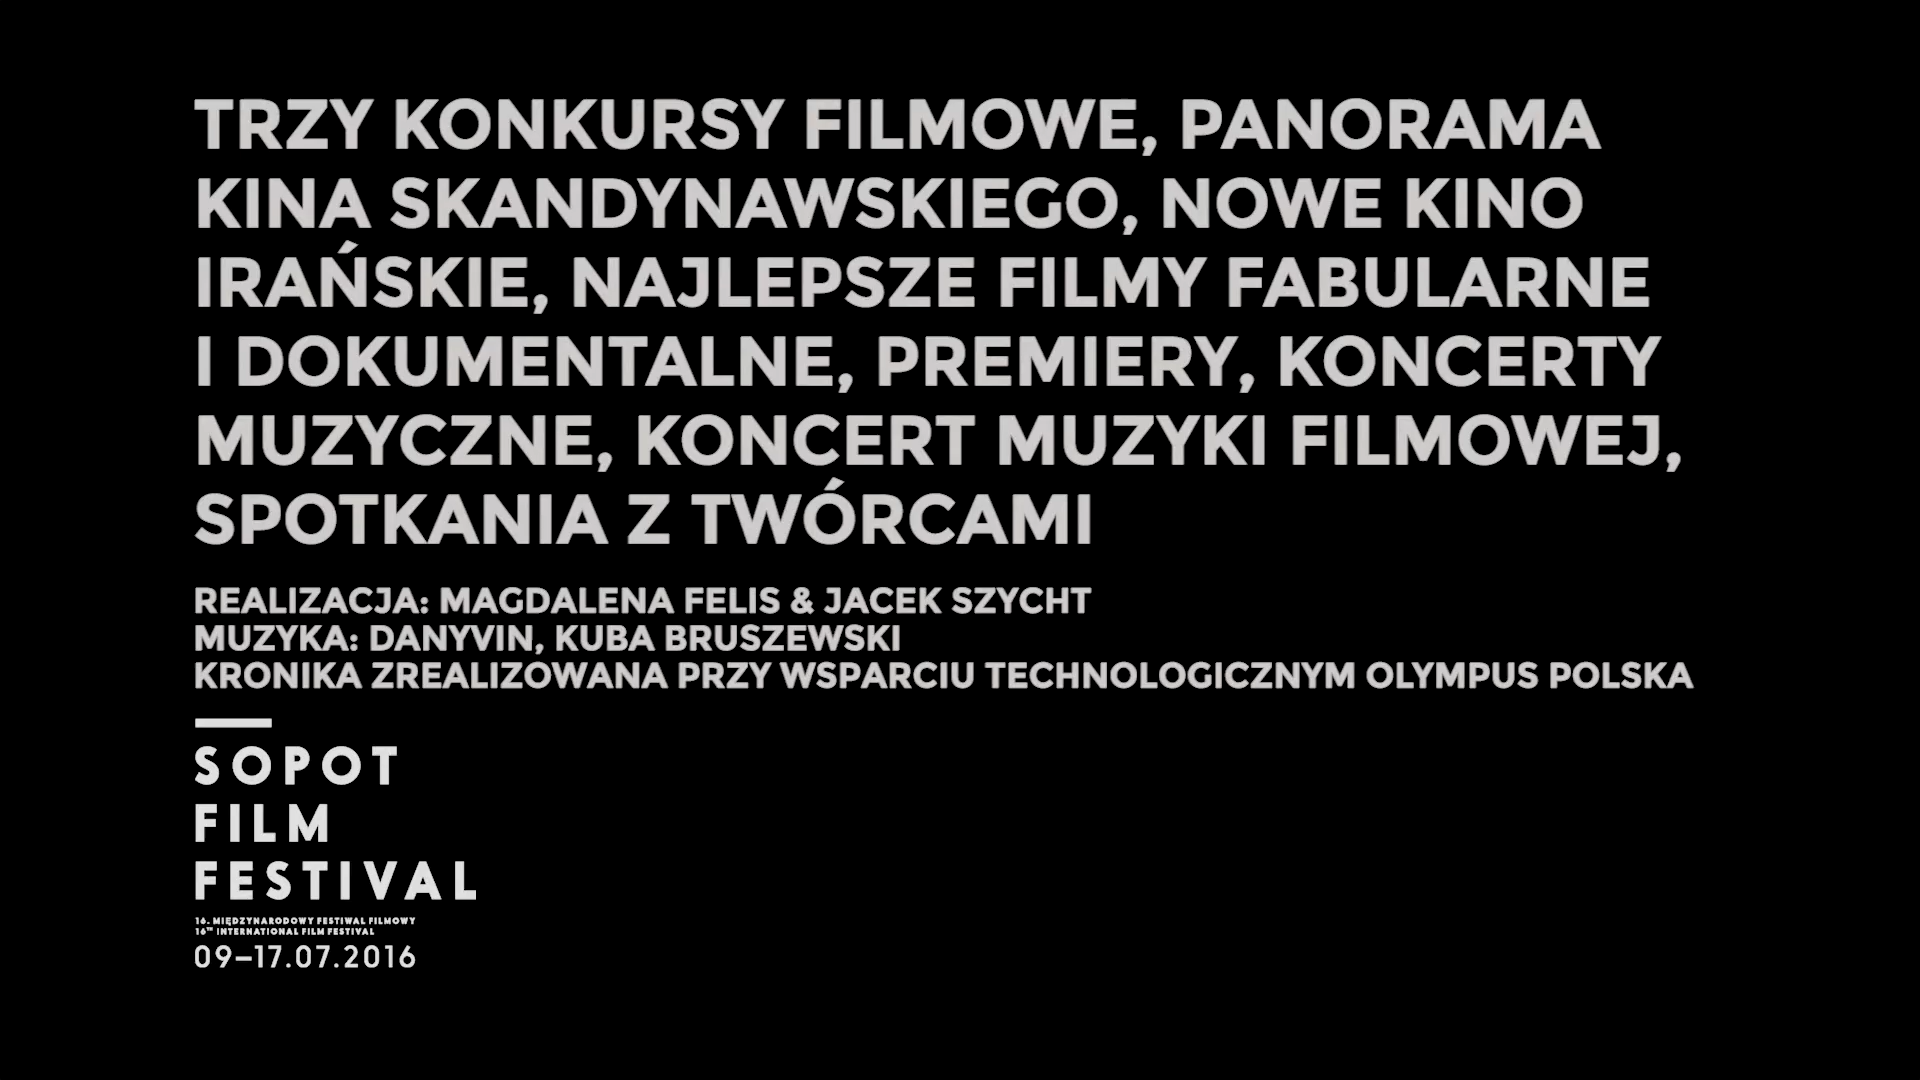 TRZY KONKURSY FILMOWE, PANORAMA
KINA SKANDYNAWSKIEGO, NOWE KINO
IRAŃSKIE, NAJLEPSZE FILMY FABULARNE
I DOKUMENTALNE, PREMIERY, KONCERTY
MUZYCZNE, KONCERT MUZYKI FILMOWEJ,
SPOTKANIA Z TWÓRCAMI
REALIZACJA: MAGDALENA FELIS & JACEK SZYCHT
MUZYKA: DANYVIN, KUBA BRUSZEWSKI
KRONIKA ZREALIZOWANA PRZY WSPARCIU TECHNOLOGICZNYM OLYMPUS POLSKA
SOPOT
FILM
FESTIVAL
16. MIĘDZYNARODOWY FESTIWAL FILMOWY
16TH INTERNATIONAL FILM FESTIVAL
09–17.07.2016